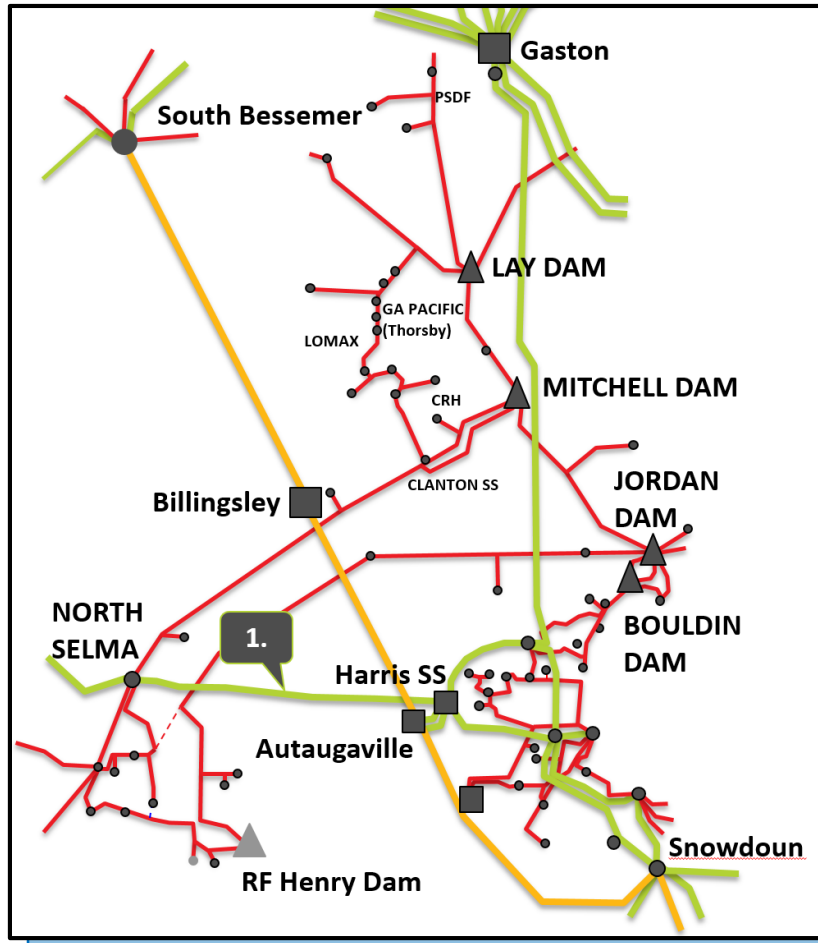 Gaston
PSDF
South Bessemer
LAY DAM
GA PACIFIC
(Thorsby)
LOMAX
MITCHELL DAM
CRH
CLANTON SS
JORDAN
DAM
Billingsley
NORTH
SELMA
1.
BOULDIN
DAM
Harris SS
Autaugaville
Snowdoun
RF Henry Dam